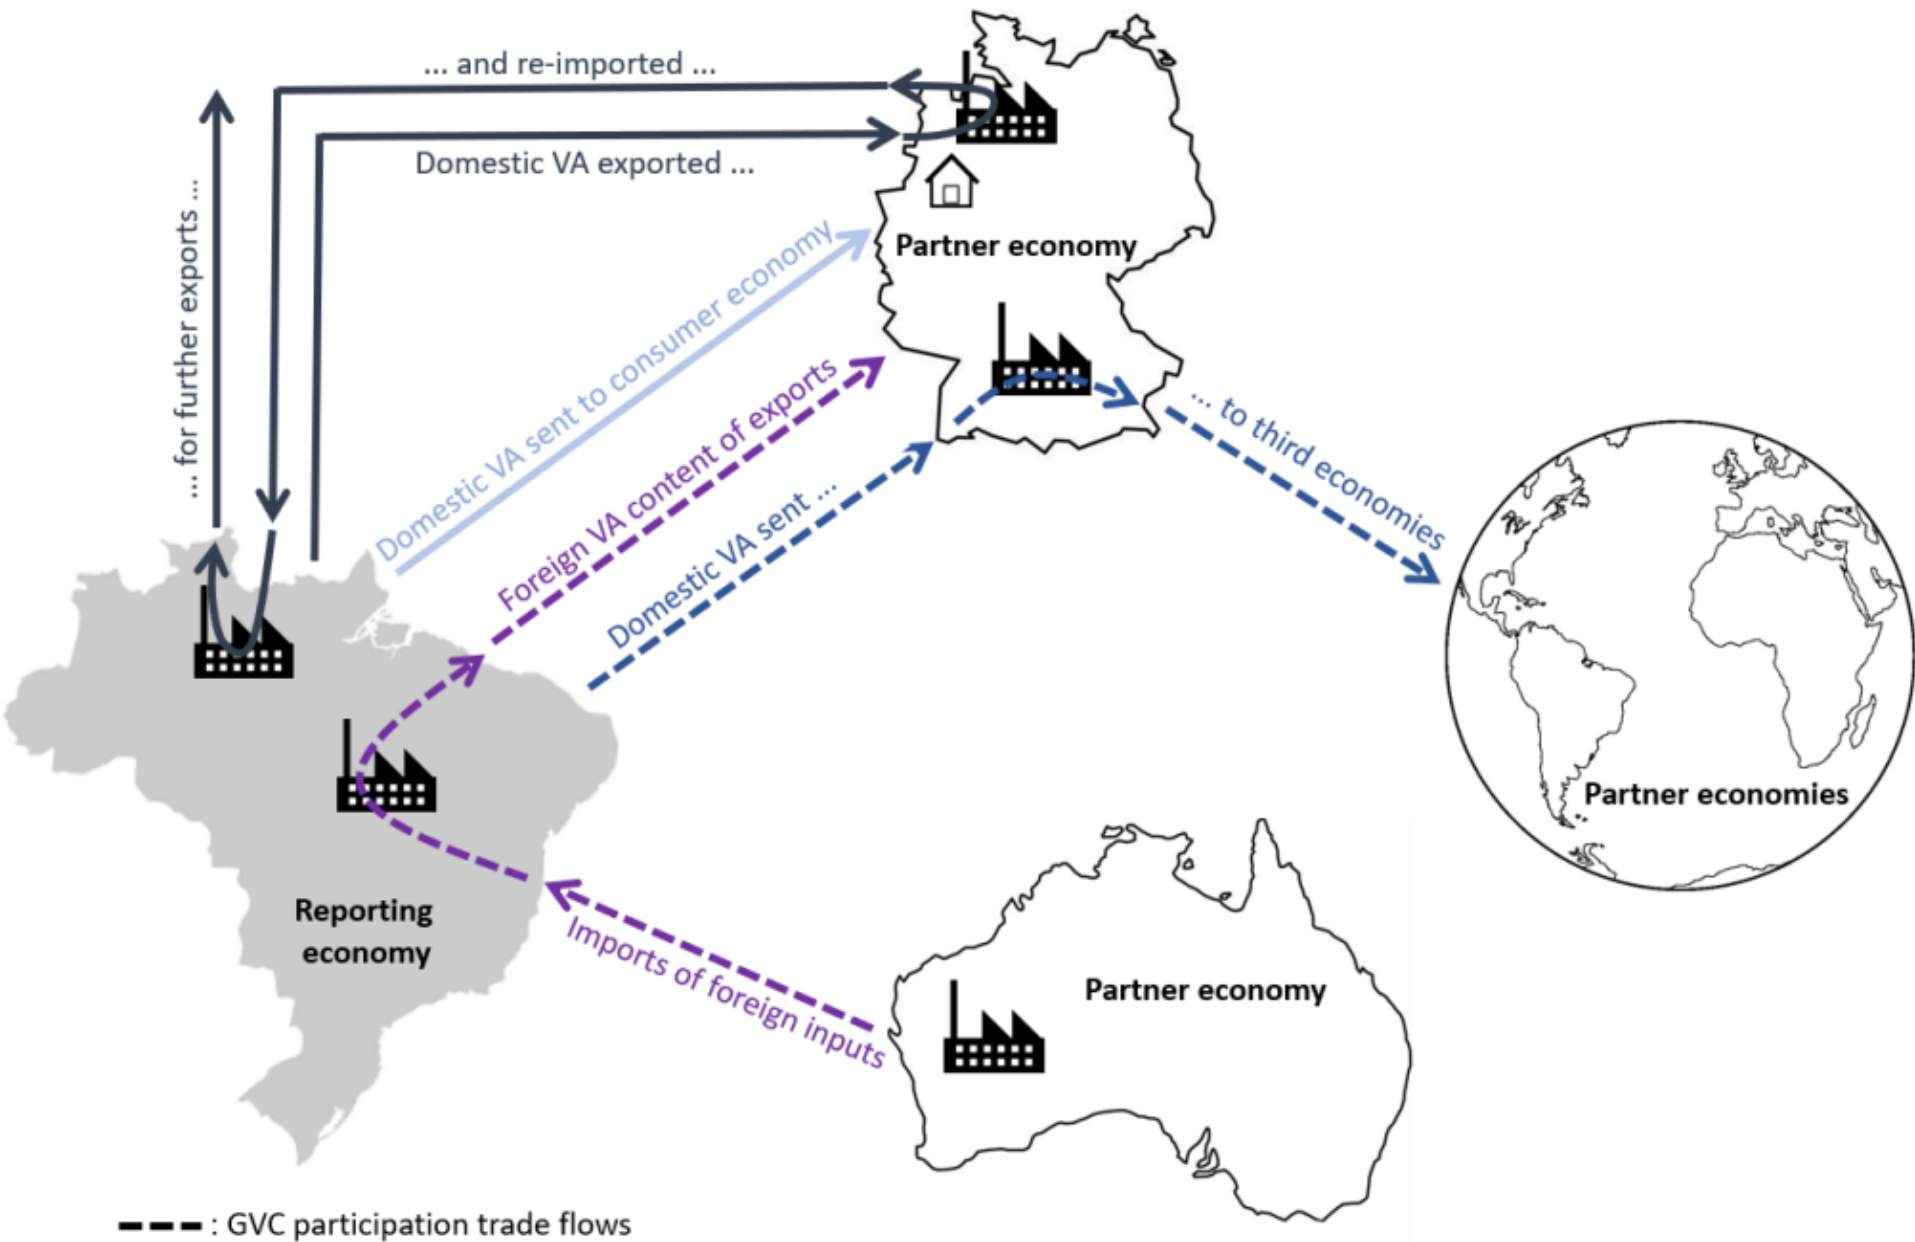 ... and re-imported ...
Domestic VA exported ...
... for further exports ...
Domestic VA sent to consumer economy
Partner economy
Foreign VA content of exports
Domestic VA sent ...
... to third economies
Partner economies
Reporting
economy
Imports of foreign inputs
Partner economy
: GVC participation trade flows